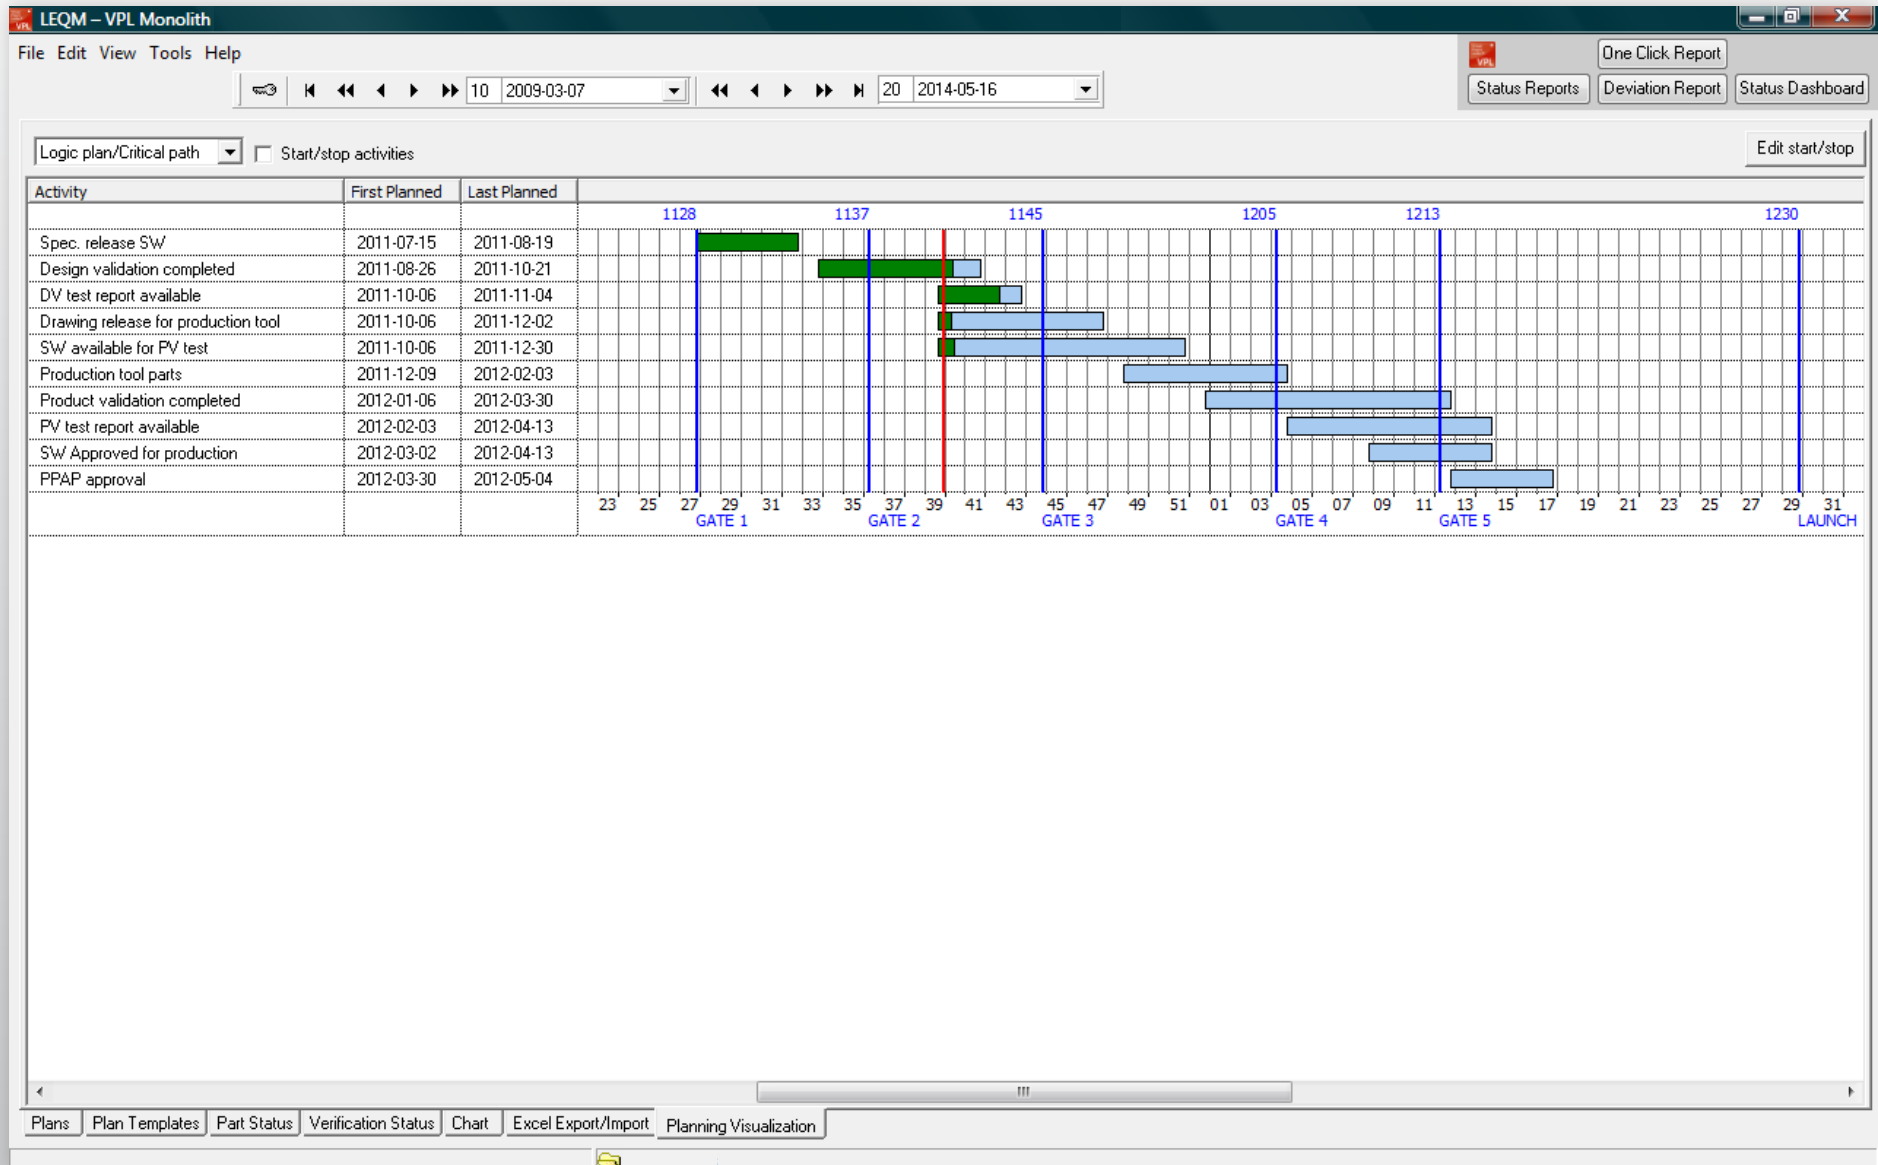 LEQM – VPL Monolith
File Edit View Tools Help
VPL One Click Report
10 2009-03-07 20 2014-05-16
Status Reports Deviation Report Status Dashboard
Logic plan/Critical path Start/stop activities Edit start/stop
Activity First Planned Last Planned
1128 1137 1145 1205 1213 1230
Spec. release SW 2011-07-15 2011-08-19
Design validation completed 2011-08-26 2011-10-21
DV test report available 2011-10-06 2011-11-04
Drawing release for production tool 2011-10-06 2011-12-02
SW available for PV test 2011-10-06 2011-12-30
Production tool parts 2011-12-09 2012-02-03
Product validation completed 2012-01-06 2012-03-30
PV test report available 2012-02-03 2012-04-13
SW Approved for production 2012-03-02 2012-04-13
PPAP approval 2012-03-30 2012-05-04
23 25 27 29 31 33 35 37 39 41 43 45 47 49 51 01 03 05 07 09 11 13 15 17 19 21 23 25 27 29 31
GATE 1 GATE 2 GATE 3 GATE 4 GATE 5 LAUNCH
Plans Plan Templates Part Status Verification Status Chart Excel Export/Import Planning Visualization